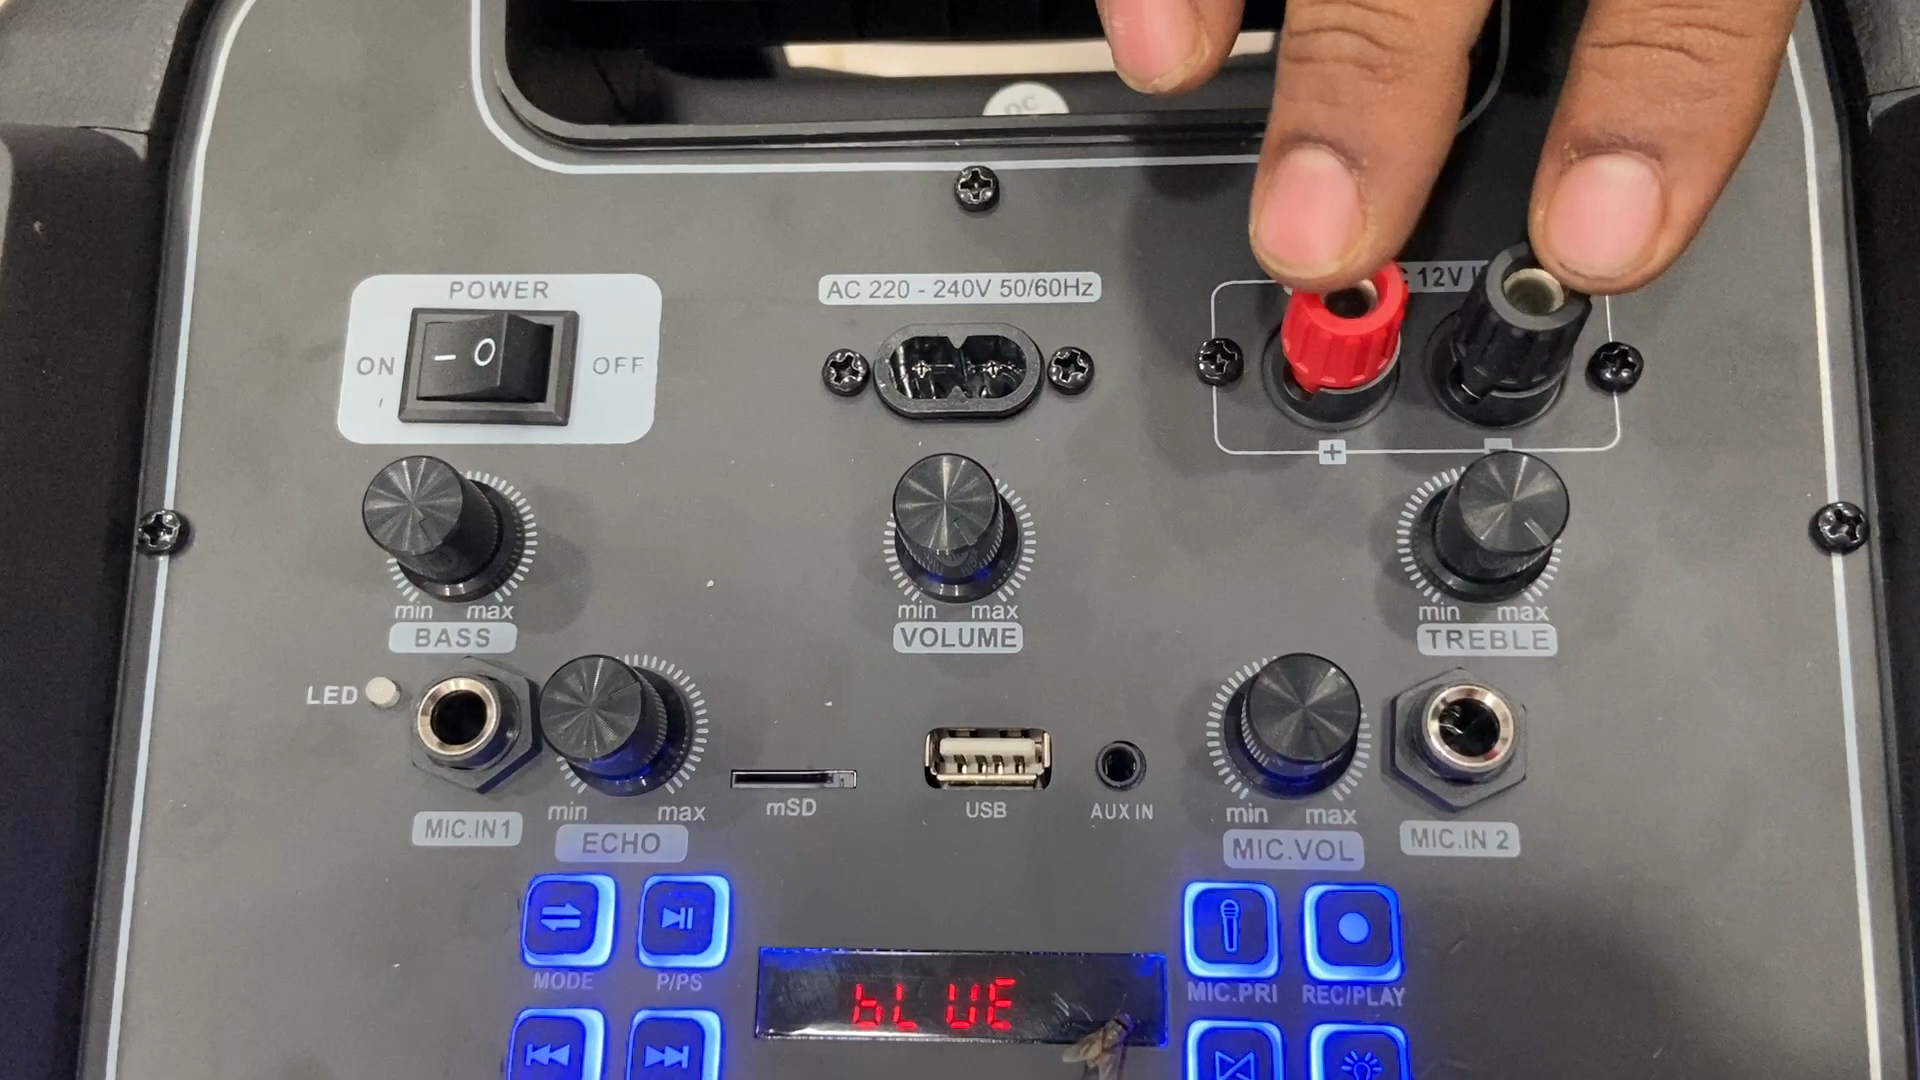 POWER
ON
OFF
AC 220 - 240V 50/60Hz
12V
+
min max
BASS
min max
VOLUME
min max
TREBLE
LED
MIC.IN1
min max
ECHO
mSD
USB
AUX IN
min max
MIC.VOL
MIC.IN 2
MODE
P/PS
bLUE
MIC.PRI
REC/PLAY